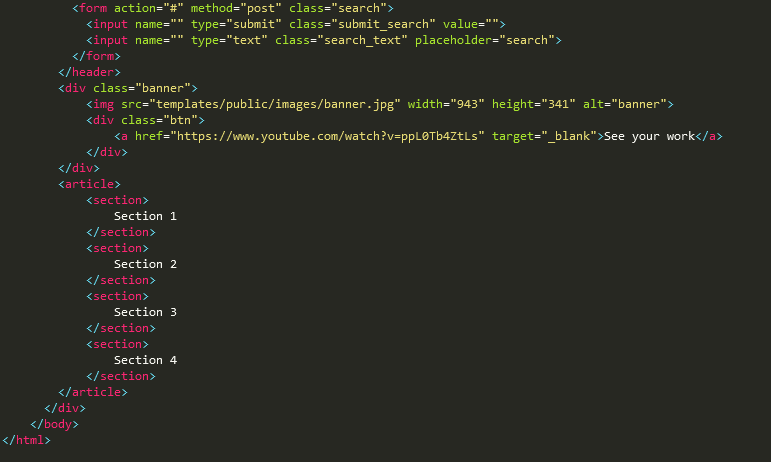 <form action="#" method="post" class="search">
<input name="" type="submit" class="submit_search" value="">
<input name="" type="text" class="search_text" placeholder="search">
</form>
</header>
<div class="banner">
<img src="templates/public/images/banner.jpg" width="943" height="341" alt="banner">
<div class="btn">
<a href="https://www.youtube.com/watch?v=ppL0Tb4ZtLs" target="_blank">See your work</a>
</div>
</div>
<article>
<section>
Section 1
</section>
<section>
Section 2
</section>
<section>
Section 3
</section>
<section>
Section 4
</section>
</article>
</div>
</body>
</html>